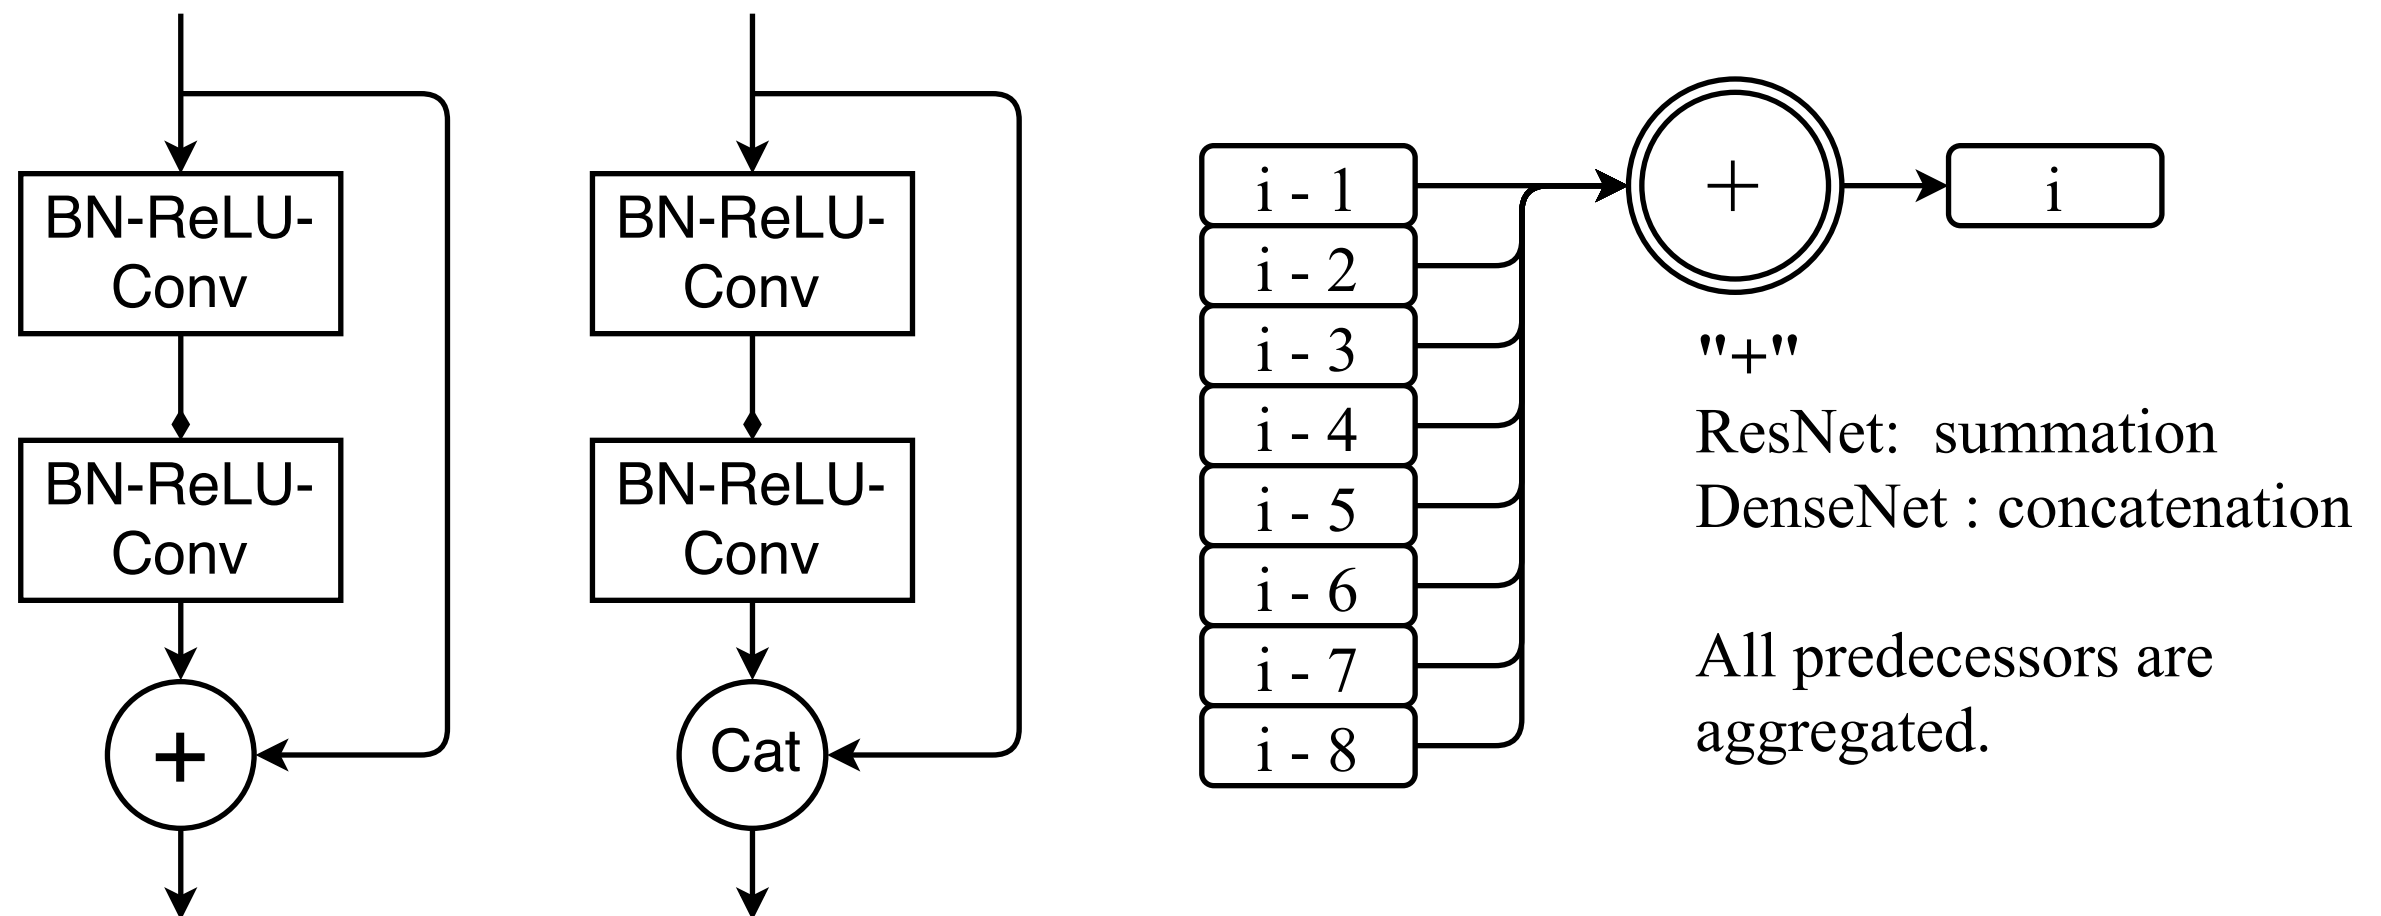 BN-ReLU-
Conv
BN-ReLU-
Conv
+
BN-ReLU-
Conv
BN-ReLU-
Conv
Cat
i - 1
i - 2
i - 3
i - 4
i - 5
i - 6
i - 7
i - 8
+
i
"+"
ResNet: summation
DenseNet : concatenation
All predecessors are
aggregated.